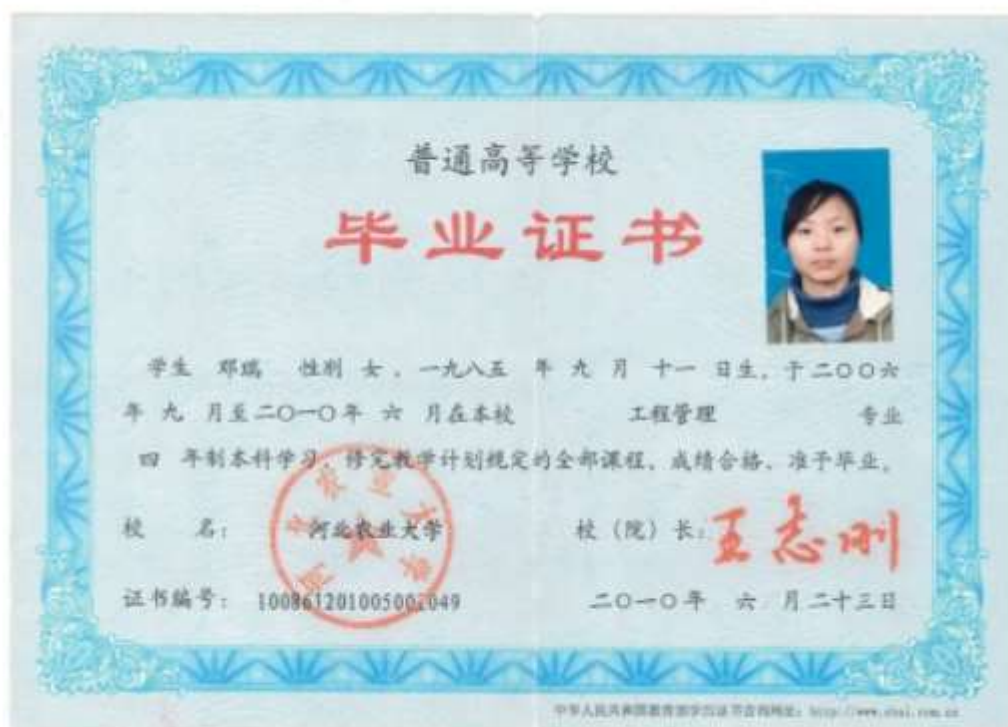 普通高等学校
毕业证书
学生 邓瑞 性别 女，一九八五 年 九 月 十一 日生，于二〇〇六
年 九 月至二〇一〇年 六 月在本校 工程管理 专业
四 年制本科学习，修完教学计划规定的全部课程，成绩合格，准予毕业。
校 名： 河北农业大学 校（院）长：王志刚
证书编号： 100861201005002049 二〇一〇年 六 月二十三日
中华人民共和国教育部学历证书查询网址：http://www.chsi.com.cn